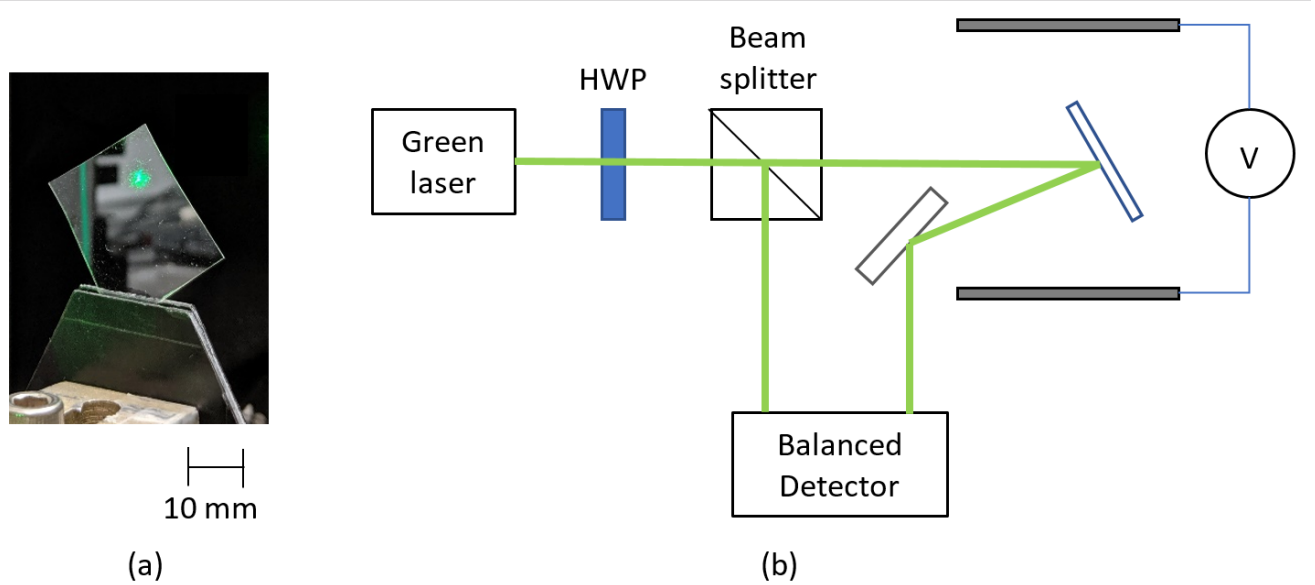 Beam
splitter
HWP
Green
laser
V
Balanced
Detector
10 mm
(a)
(b)